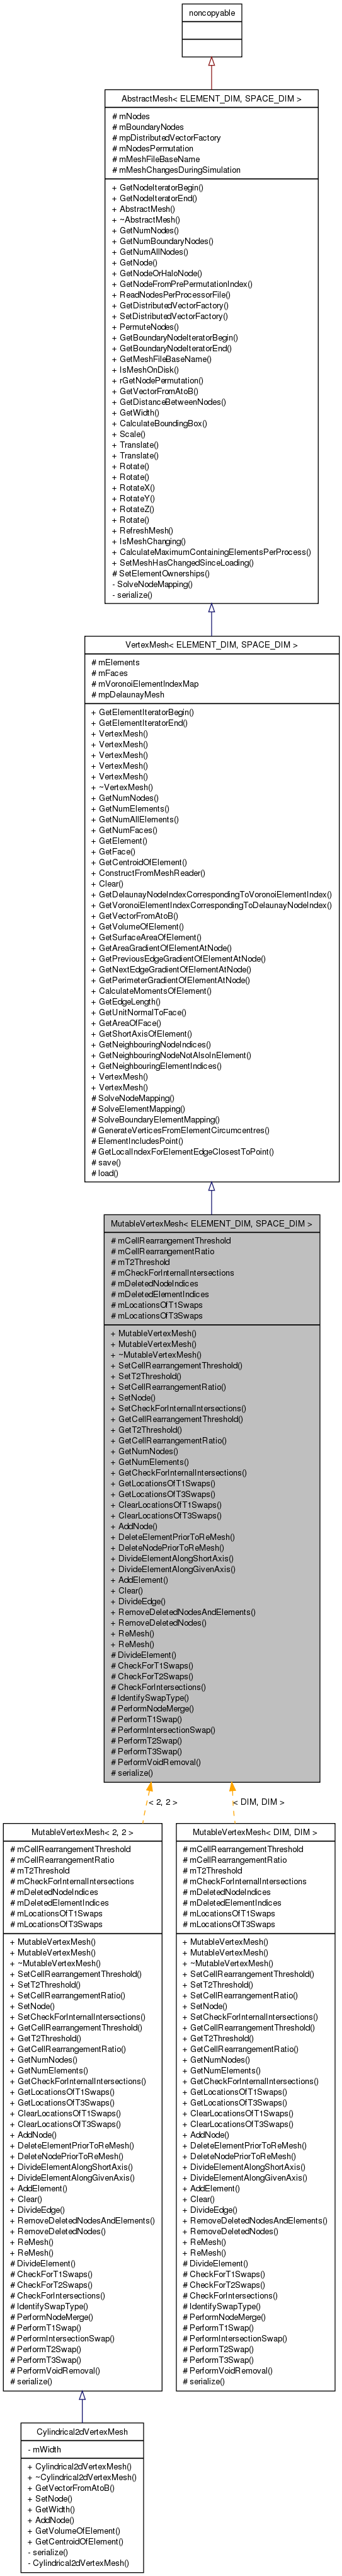 noncopyable
AbstractMesh< ELEMENT_DIM, SPACE_DIM >
# mNodes
# mBoundaryNodes
# mpDistributedVectorFactory
# mNodesPermutation
# mMeshFileBaseName
# mMeshChangesDuringSimulation
+ GetNodeIteratorBegin()
+ GetNodeIteratorEnd()
+ AbstractMesh()
+ ~AbstractMesh()
+ GetNumNodes()
+ GetNumBoundaryNodes()
+ GetNumAllNodes()
+ GetNode()
+ GetNodeOrHaloNode()
+ GetNodeFromPrePermutationIndex()
+ ReadNodesPerProcessorFile()
+ GetDistributedVectorFactory()
+ SetDistributedVectorFactory()
+ PermuteNodes()
+ GetBoundaryNodeIteratorBegin()
+ GetBoundaryNodeIteratorEnd()
+ GetMeshFileBaseName()
+ IsMeshOnDisk()
+ rGetNodePermutation()
+ GetVectorFromAtoB()
+ GetDistanceBetweenNodes()
+ GetWidth()
+ CalculateBoundingBox()
+ Scale()
+ Translate()
+ Translate()
+ Rotate()
+ Rotate()
+ RotateX()
+ RotateY()
+ RotateZ()
+ Rotate()
+ RefreshMesh()
+ IsMeshChanging()
+ CalculateMaximumContainingElementsPerProcess()
+ SetMeshHasChangedSinceLoading()
# SetElementOwnerships()
- SolveNodeMapping()
- serialize()
VertexMesh< ELEMENT_DIM, SPACE_DIM >
# mElements
# mFaces
# mVoronoiElementIndexMap
# mpDelaunayMesh
+ GetElementIteratorBegin()
+ GetElementIteratorEnd()
+ VertexMesh()
+ VertexMesh()
+ VertexMesh()
+ VertexMesh()
+ VertexMesh()
+ ~VertexMesh()
+ GetNumNodes()
+ GetNumElements()
+ GetNumAllElements()
+ GetNumFaces()
+ GetElement()
+ GetFace()
+ GetCentroidOfElement()
+ ConstructFromMeshReader()
+ Clear()
+ GetDelaunayNodeIndexCorrespondingToVoronoiElementIndex()
+ GetVoronoiElementIndexCorrespondingToDelaunayNodeIndex()
+ GetVectorFromAtoB()
+ GetVolumeOfElement()
+ GetSurfaceAreaOfElement()
+ GetAreaGradientOfElementAtNode()
+ GetPreviousEdgeGradientOfElementAtNode()
+ GetNextEdgeGradientOfElementAtNode()
+ GetPerimeterGradientOfElementAtNode()
+ CalculateMomentsOfElement()
+ GetEdgeLength()
+ GetUnitNormalToFace()
+ GetAreaOfFace()
+ GetShortAxisOfElement()
+ GetNeighbouringNodeIndices()
+ GetNeighbouringNodeNotAlsoInElement()
+ GetNeighbouringElementIndices()
+ VertexMesh()
+ VertexMesh()
# SolveNodeMapping()
# SolveElementMapping()
# SolveBoundaryElementMapping()
# GenerateVerticesFromElementCircumcentres()
# ElementIncludesPoint()
# GetLocalIndexForElementEdgeClosestToPoint()
# save()
# load()
MutableVertexMesh< ELEMENT_DIM, SPACE_DIM >
# mCellRearrangementThreshold
# mCellRearrangementRatio
# mT2Threshold
# mCheckForInternalIntersections
# mDeletedNodeIndices
# mDeletedElementIndices
# mLocationsOfT1Swaps
# mLocationsOfT3Swaps
+ MutableVertexMesh()
+ MutableVertexMesh()
+ ~MutableVertexMesh()
+ SetCellRearrangementThreshold()
+ SetT2Threshold()
+ SetCellRearrangementRatio()
+ SetNode()
+ SetCheckForInternalIntersections()
+ GetCellRearrangementThreshold()
+ GetT2Threshold()
+ GetCellRearrangementRatio()
+ GetNumNodes()
+ GetNumElements()
+ GetCheckForInternalIntersections()
+ GetLocationsOfT1Swaps()
+ GetLocationsOfT3Swaps()
+ ClearLocationsOfT1Swaps()
+ ClearLocationsOfT3Swaps()
+ AddNode()
+ DeleteElementPriorToReMesh()
+ DeleteNodePriorToReMesh()
+ DivideElementAlongShortAxis()
+ DivideElementAlongGivenAxis()
+ AddElement()
+ Clear()
+ DivideEdge()
+ RemoveDeletedNodesAndElements()
+ RemoveDeletedNodes()
+ ReMesh()
+ ReMesh()
# DivideElement()
# CheckForT1Swaps()
# CheckForT2Swaps()
# CheckForIntersections()
# IdentifySwapType()
# PerformNodeMerge()
# PerformT1Swap()
# PerformIntersectionSwap()
# PerformT2Swap()
# PerformT3Swap()
# PerformVoidRemoval()
# serialize()
< 2, 2 >
< DIM, DIM >
MutableVertexMesh< 2, 2 >
# mCellRearrangementThreshold
# mCellRearrangementRatio
# mT2Threshold
# mCheckForInternalIntersections
# mDeletedNodeIndices
# mDeletedElementIndices
# mLocationsOfT1Swaps
# mLocationsOfT3Swaps
+ MutableVertexMesh()
+ MutableVertexMesh()
+ ~MutableVertexMesh()
+ SetCellRearrangementThreshold()
+ SetT2Threshold()
+ SetCellRearrangementRatio()
+ SetNode()
+ SetCheckForInternalIntersections()
+ GetCellRearrangementThreshold()
+ GetT2Threshold()
+ GetCellRearrangementRatio()
+ GetNumNodes()
+ GetNumElements()
+ GetCheckForInternalIntersections()
+ GetLocationsOfT1Swaps()
+ GetLocationsOfT3Swaps()
+ ClearLocationsOfT1Swaps()
+ ClearLocationsOfT3Swaps()
+ AddNode()
+ DeleteElementPriorToReMesh()
+ DeleteNodePriorToReMesh()
+ DivideElementAlongShortAxis()
+ DivideElementAlongGivenAxis()
+ AddElement()
+ Clear()
+ DivideEdge()
+ RemoveDeletedNodesAndElements()
+ RemoveDeletedNodes()
+ ReMesh()
+ ReMesh()
# DivideElement()
# CheckForT1Swaps()
# CheckForT2Swaps()
# CheckForIntersections()
# IdentifySwapType()
# PerformNodeMerge()
# PerformT1Swap()
# PerformIntersectionSwap()
# PerformT2Swap()
# PerformT3Swap()
# PerformVoidRemoval()
# serialize()
MutableVertexMesh< DIM, DIM >
# mCellRearrangementThreshold
# mCellRearrangementRatio
# mT2Threshold
# mCheckForInternalIntersections
# mDeletedNodeIndices
# mDeletedElementIndices
# mLocationsOfT1Swaps
# mLocationsOfT3Swaps
+ MutableVertexMesh()
+ MutableVertexMesh()
+ ~MutableVertexMesh()
+ SetCellRearrangementThreshold()
+ SetT2Threshold()
+ SetCellRearrangementRatio()
+ SetNode()
+ SetCheckForInternalIntersections()
+ GetCellRearrangementThreshold()
+ GetT2Threshold()
+ GetCellRearrangementRatio()
+ GetNumNodes()
+ GetNumElements()
+ GetCheckForInternalIntersections()
+ GetLocationsOfT1Swaps()
+ GetLocationsOfT3Swaps()
+ ClearLocationsOfT1Swaps()
+ ClearLocationsOfT3Swaps()
+ AddNode()
+ DeleteElementPriorToReMesh()
+ DeleteNodePriorToReMesh()
+ DivideElementAlongShortAxis()
+ DivideElementAlongGivenAxis()
+ AddElement()
+ Clear()
+ DivideEdge()
+ RemoveDeletedNodesAndElements()
+ RemoveDeletedNodes()
+ ReMesh()
+ ReMesh()
# DivideElement()
# CheckForT1Swaps()
# CheckForT2Swaps()
# CheckForIntersections()
# IdentifySwapType()
# PerformNodeMerge()
# PerformT1Swap()
# PerformIntersectionSwap()
# PerformT2Swap()
# PerformT3Swap()
# PerformVoidRemoval()
# serialize()
Cylindrical2dVertexMesh
- mWidth
+ Cylindrical2dVertexMesh()
+ ~Cylindrical2dVertexMesh()
+ GetVectorFromAtoB()
+ SetNode()
+ GetWidth()
+ AddNode()
+ GetVolumeOfElement()
+ GetCentroidOfElement()
- serialize()
- Cylindrical2dVertexMesh()